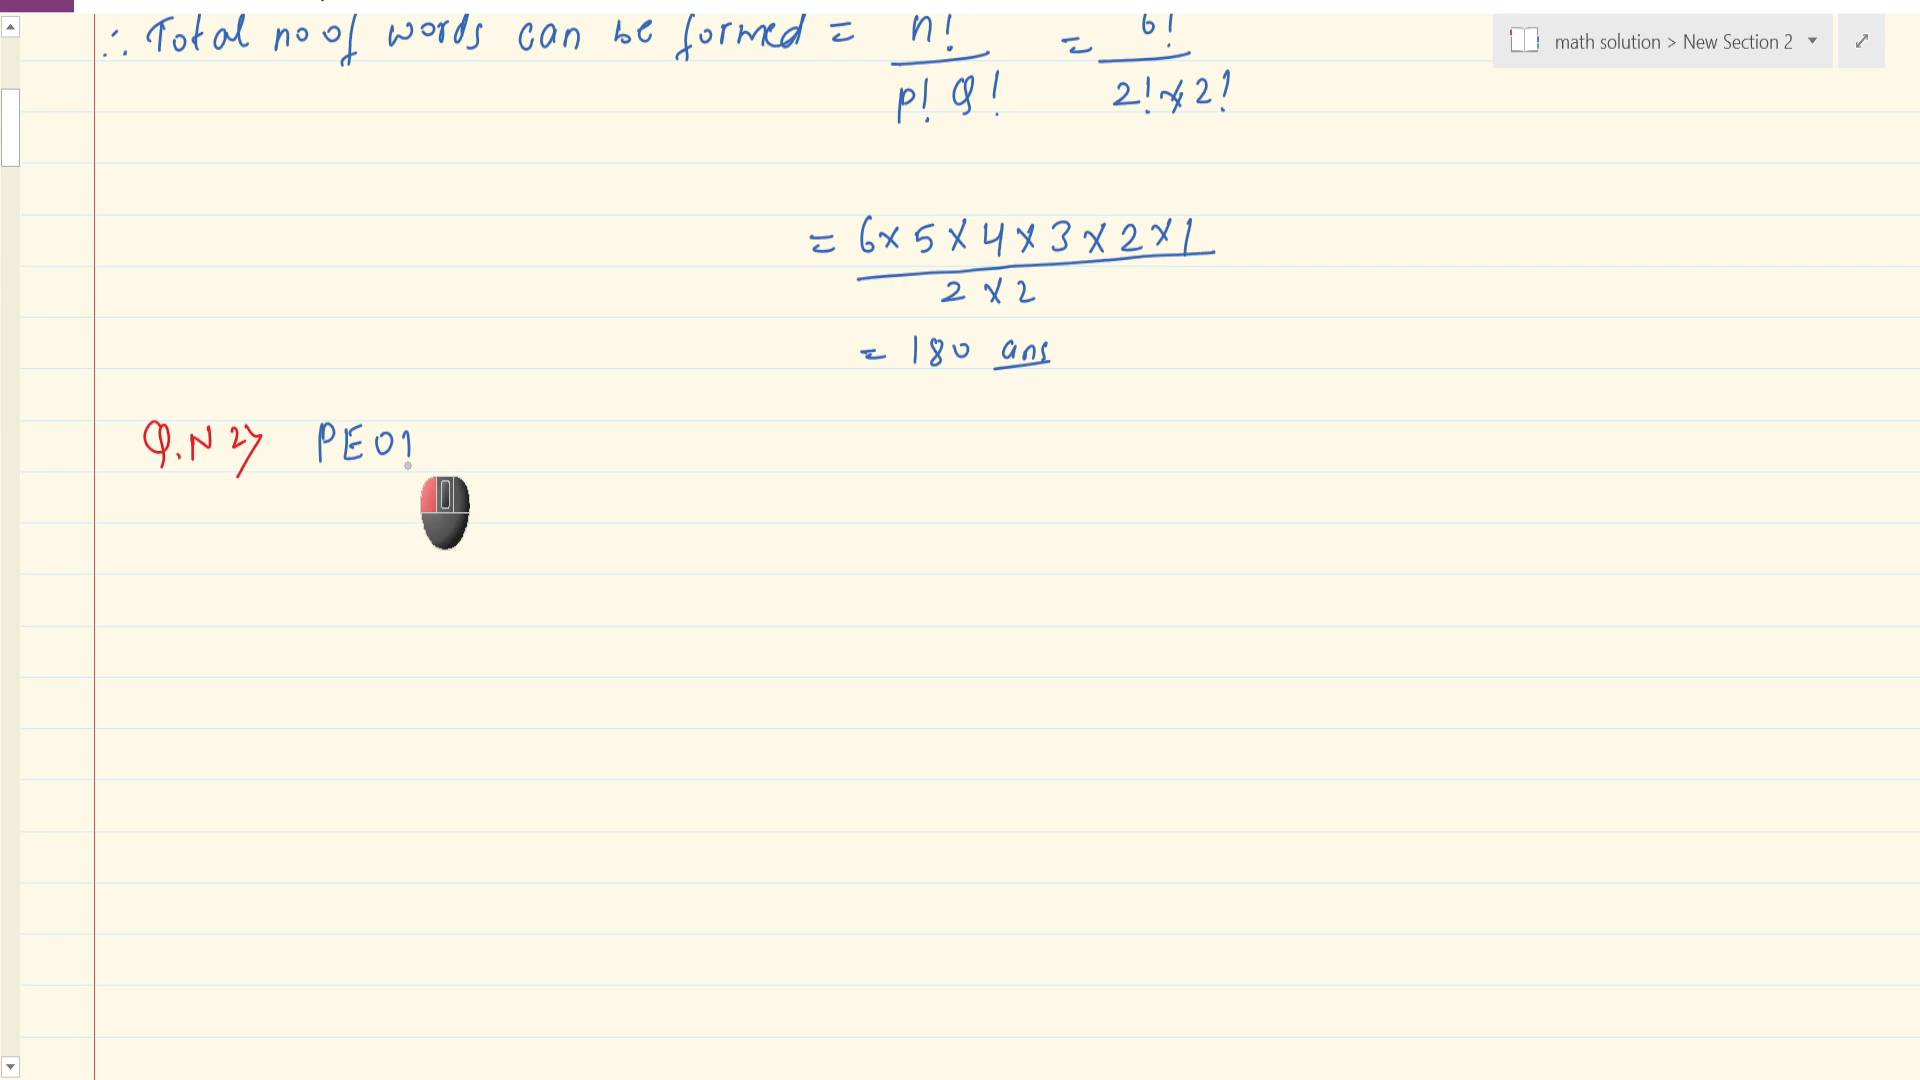 ∴ Total no of words can be formed = n! / p! Q! = 6! / 2! × 2!
math solution > New Section 2
= 6 × 5 × 4 × 3 × 2 × 1 / 2 × 2
= 180 ans
Q.N 2) PEO